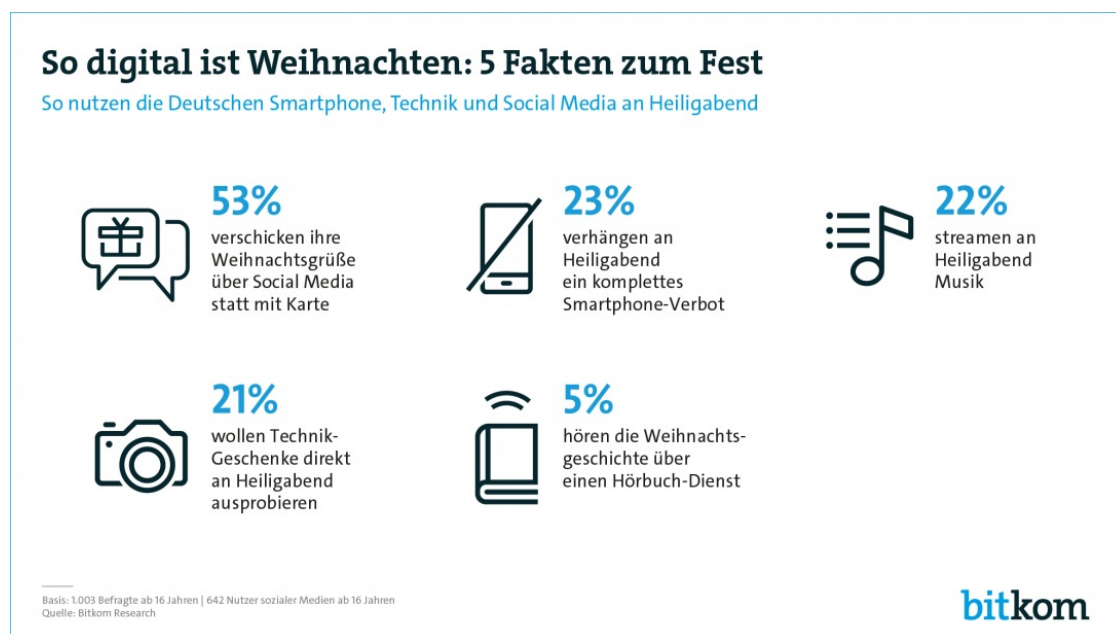 So digital ist Weihnachten: 5 Fakten zum Fest
So nutzen die Deutschen Smartphone, Technik und Social Media an Heiligabend
53%
verschicken ihre
Weihnachtsgrüße
über Social Media
statt mit Karte
23%
verhängen an
Heiligabend
ein komplettes
Smartphone-Verbot
22%
streamen an
Heiligabend
Musik
21%
wollen Technik-
Geschenke direkt
an Heiligabend
ausprobieren
5%
hören die Weihnachts-
geschichte über
einen Hörbuch-Dienst
Basis: 1.003 Befragte ab 16 Jahren | 642 Nutzer sozialer Medien ab 16 Jahren
Quelle: Bitkom Research
bitkom